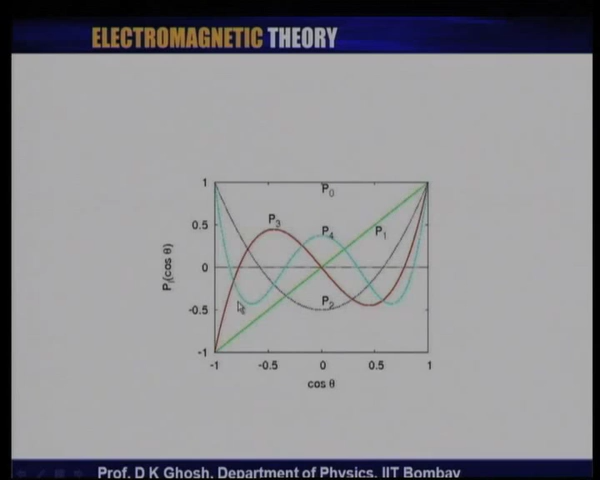 ELECTROMAGNETIC THEORY
1
P0
0.5
P3
P4
P1
Pl(cos θ)
0
-0.5
P2
-1
-1 -0.5 0 0.5 1
cos θ
Prof. D K Ghosh, Department of Physics, IIT Bombay